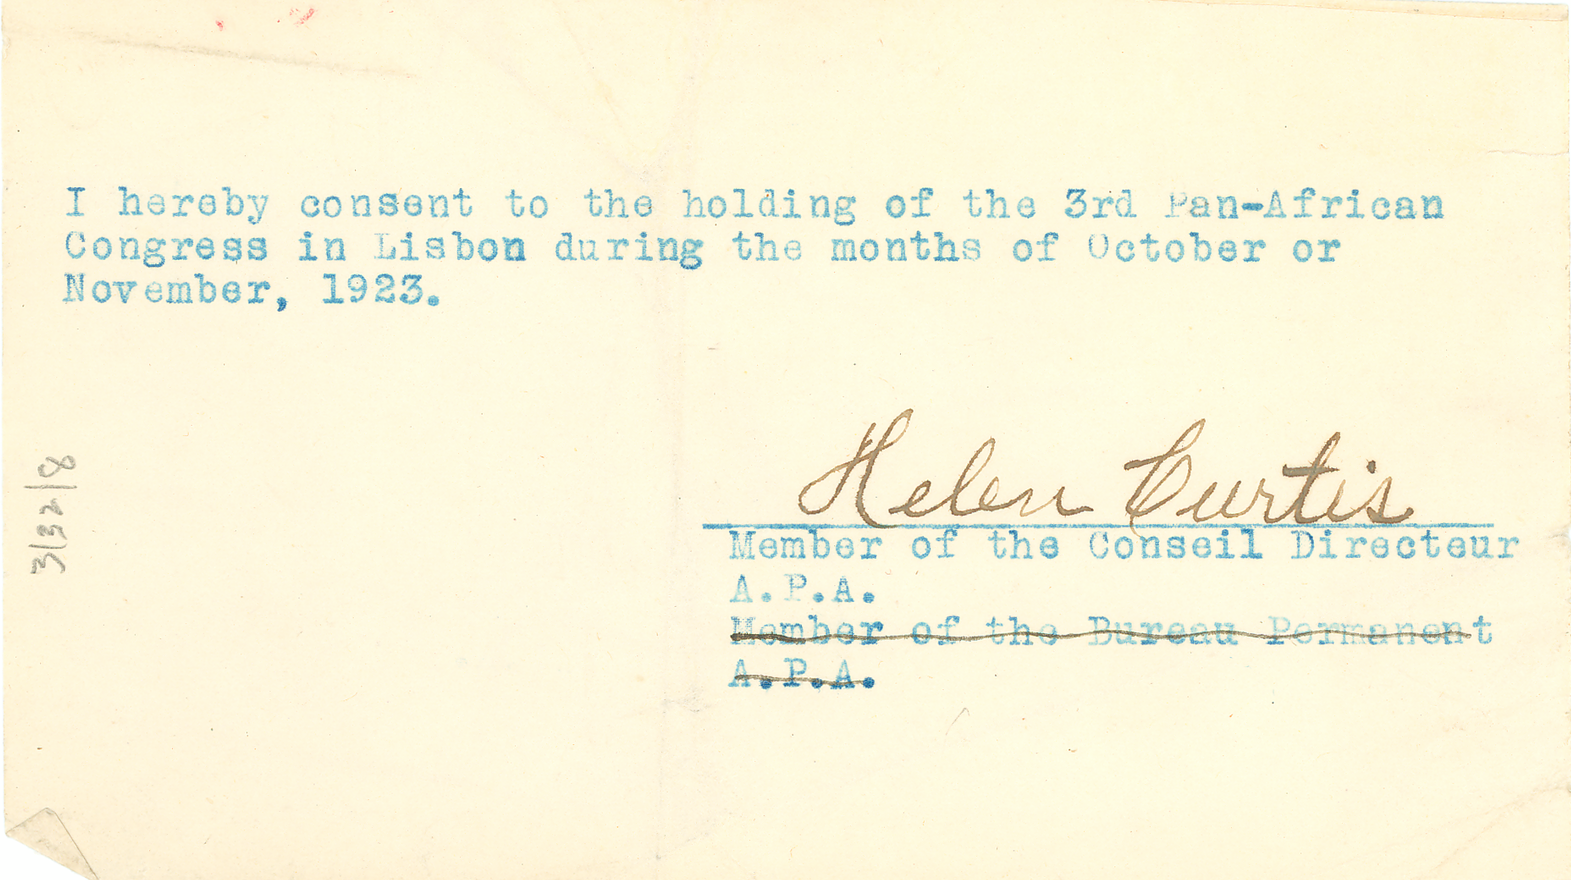 I hereby consent to the holding of the 3rd Pan-African
Congress in Lisbon during the months of October or
November, 1923.
Helen Curtis
Member of the Conseil Directeur
A.P.A.
Member of the Bureau Permanent
A.P.A.
3/32/8